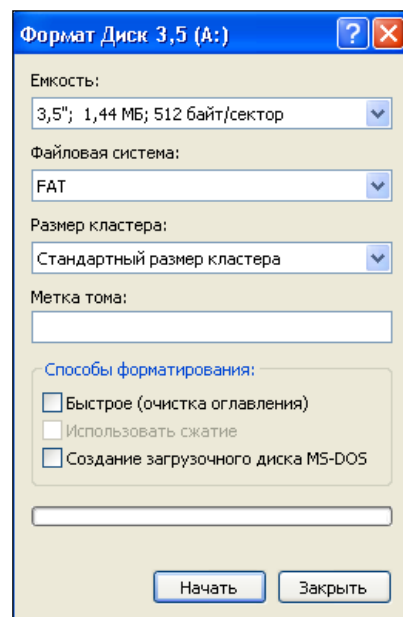 Формат Диск 3,5 (A:)
Емкость:
3,5"; 1,44 МБ; 512 байт/сектор
Файловая система:
FAT
Размер кластера:
Стандартный размер кластера
Метка тома:
Способы форматирования:
Быстрое (очистка оглавления)
Использовать сжатие
Создание загрузочного диска MS-DOS
Начать Закрыть